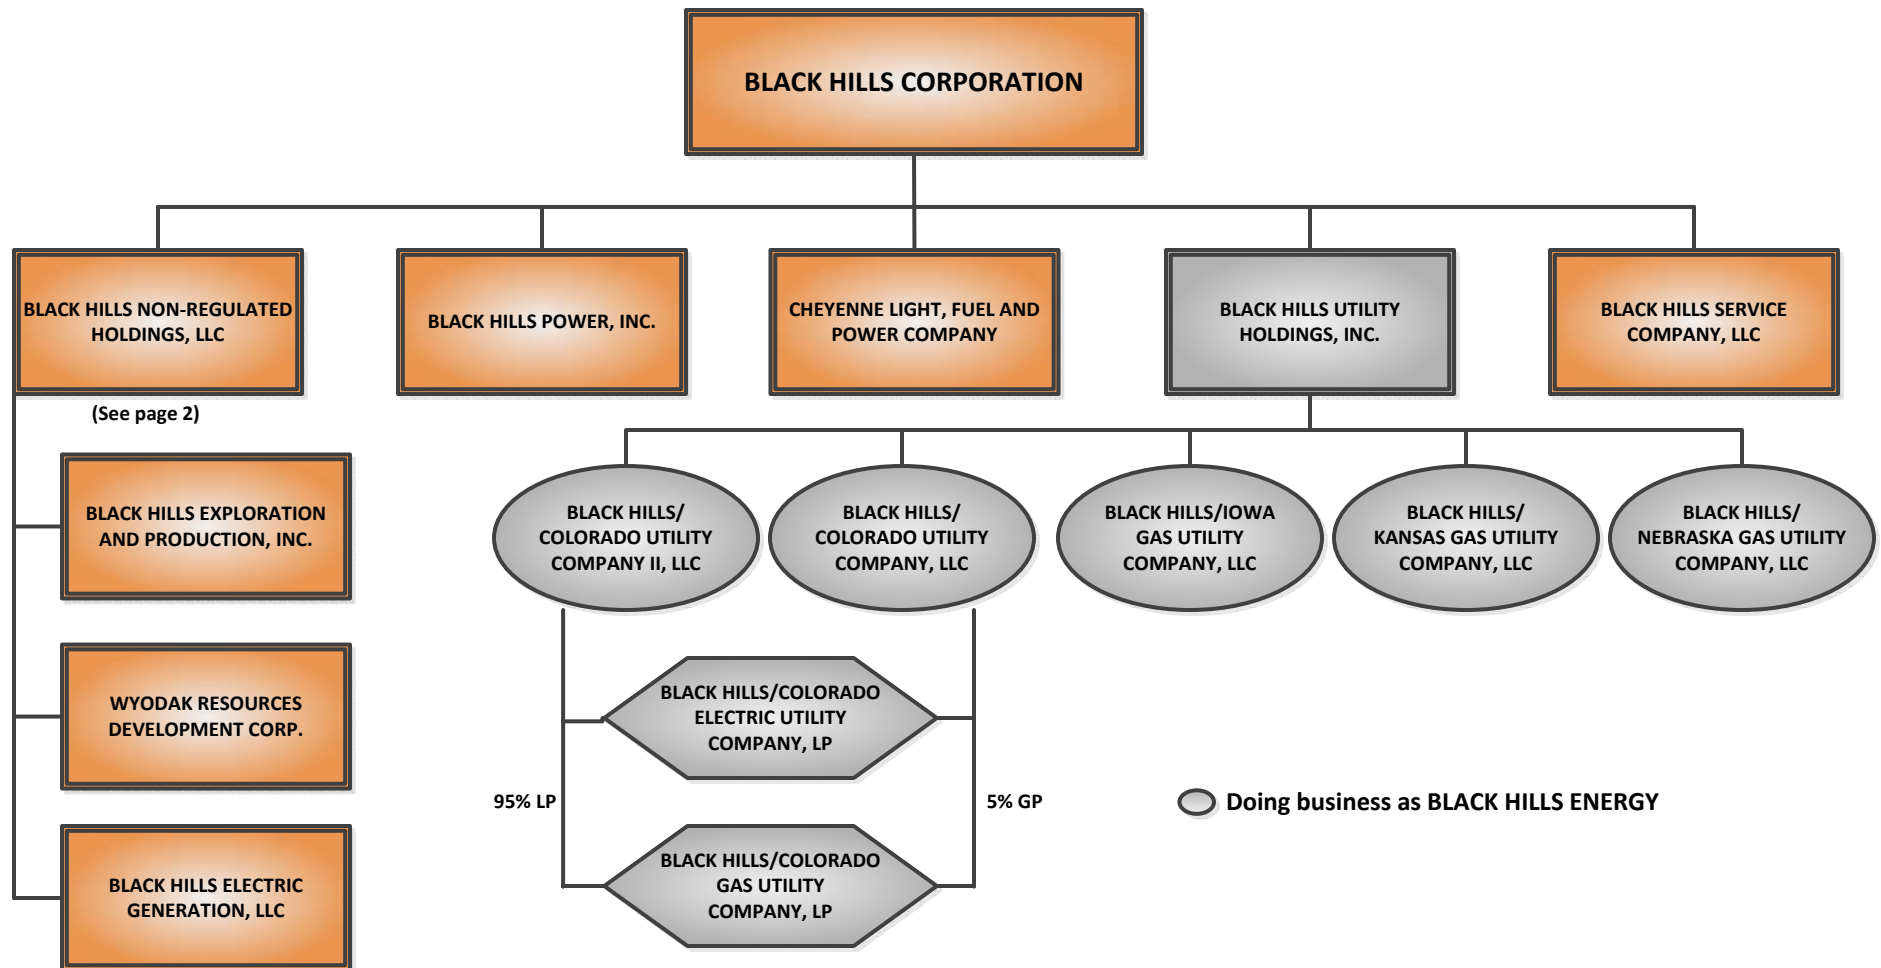 BLACK HILLS CORPORATION
BLACK HILLS NON-REGULATED
HOLDINGS, LLC
(See page 2)
BLACK HILLS POWER, INC.
CHEYENNE LIGHT, FUEL AND
POWER COMPANY
BLACK HILLS UTILITY
HOLDINGS, INC.
BLACK HILLS SERVICE
COMPANY, LLC
BLACK HILLS EXPLORATION
AND PRODUCTION, INC.
WYODAK RESOURCES
DEVELOPMENT CORP.
BLACK HILLS ELECTRIC
GENERATION, LLC
BLACK HILLS/
COLORADO UTILITY
COMPANY II, LLC
BLACK HILLS/
COLORADO UTILITY
COMPANY, LLC
BLACK HILLS/IOWA
GAS UTILITY
COMPANY, LLC
BLACK HILLS/
KANSAS GAS UTILITY
COMPANY, LLC
BLACK HILLS/
NEBRASKA GAS UTILITY
COMPANY, LLC
BLACK HILLS/COLORADO
ELECTRIC UTILITY
COMPANY, LP
95% LP
5% GP
BLACK HILLS/COLORADO
GAS UTILITY
COMPANY, LP
Doing business as BLACK HILLS ENERGY